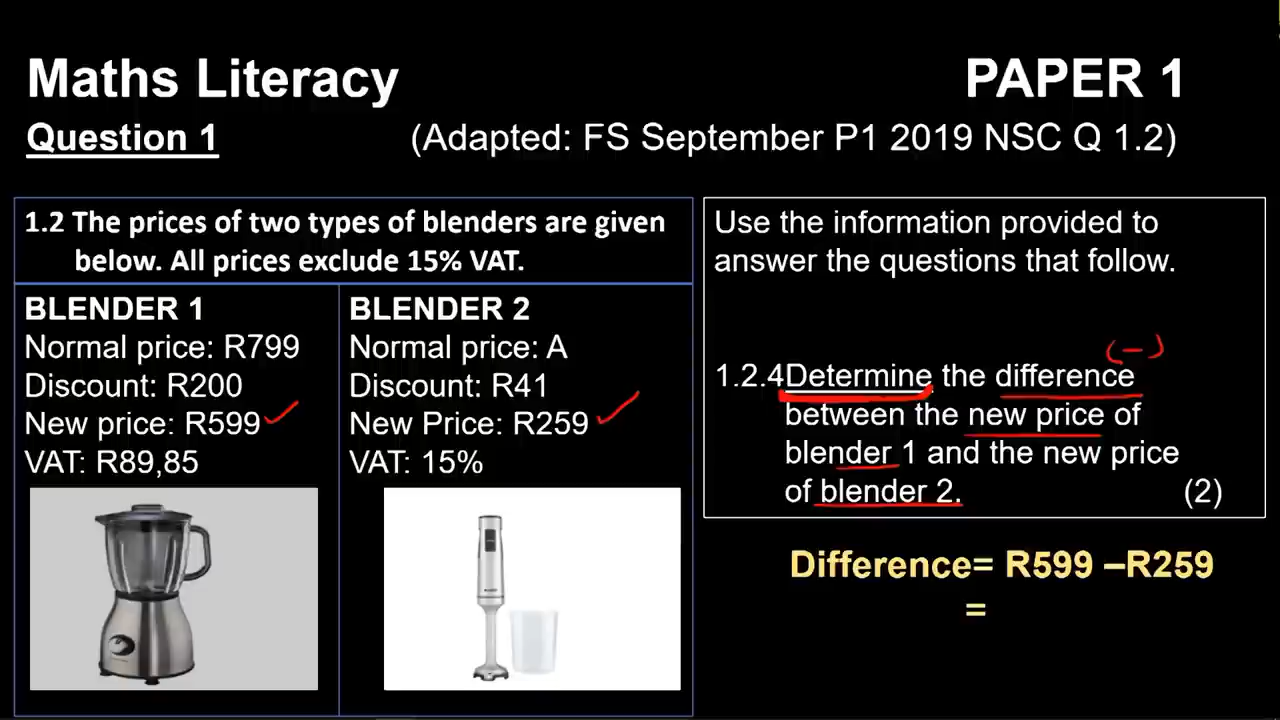 Maths Literacy
PAPER 1
Question 1
(Adapted: FS September P1 2019 NSC Q 1.2)
1.2 The prices of two types of blenders are given
below. All prices exclude 15% VAT.
BLENDER 1
Normal price: R799
Discount: R200
New price: R599
VAT: R89,85
BLENDER 2
Normal price: A
Discount: R41
New Price: R259
VAT: 15%
Use the information provided to
answer the questions that follow.
(−)
1.2.4Determine the difference
between the new price of
blender 1 and the new price
of blender 2. (2)
Difference= R599 –R259
=